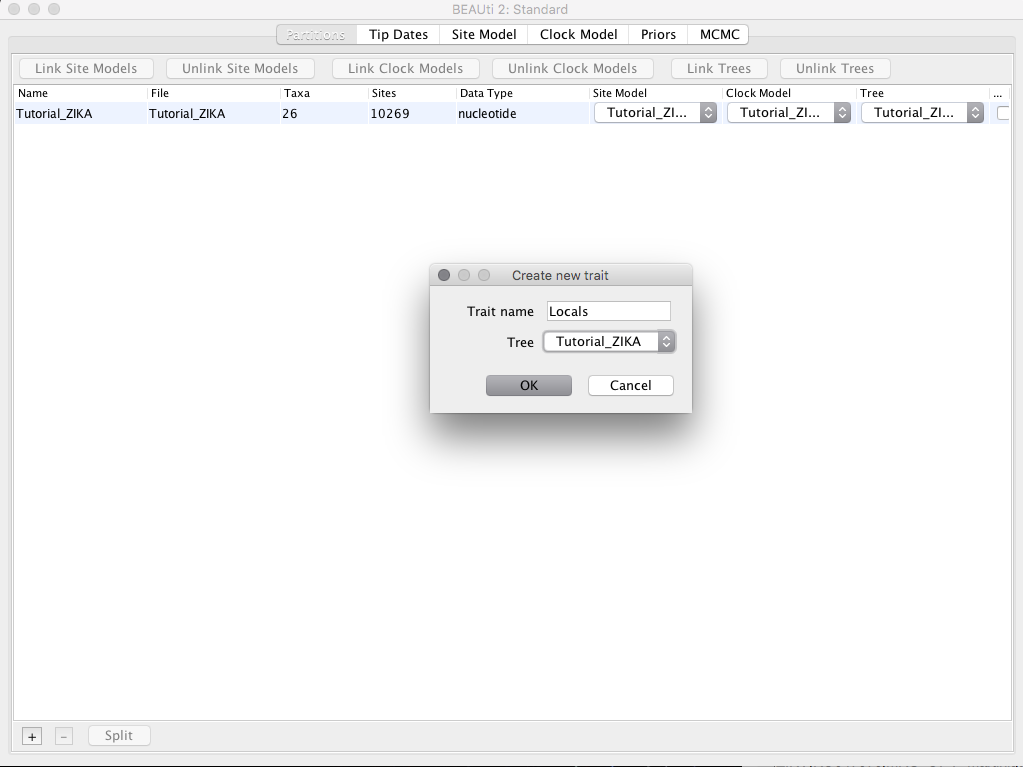 BEAUti 2: Standard
Partitions Tip Dates Site Model Clock Model Priors MCMC
Link Site Models Unlink Site Models Link Clock Models Unlink Clock Models Link Trees Unlink Trees
Name File Taxa Sites Data Type Site Model Clock Model Tree ...
Tutorial_ZIKA Tutorial_ZIKA 26 10269 nucleotide Tutorial_ZI... Tutorial_ZI... Tutorial_ZI...
Create new trait
Trait name Locals
Tree Tutorial_ZIKA
OK Cancel
+ - Split